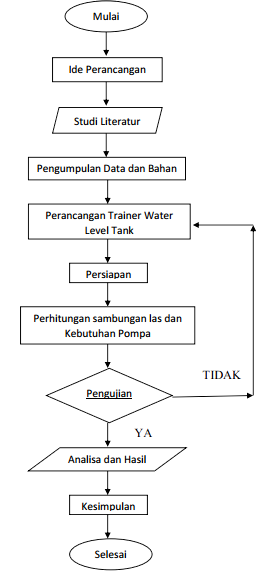 Mulai
Ide Perancangan
Studi Literatur
Pengumpulan Data dan Bahan
Perancangan Trainer Water
Level Tank
Persiapan
Perhitungan sambungan las dan
Kebutuhan Pompa
TIDAK
Pengujian
YA
Analisa dan Hasil
Kesimpulan
Selesai